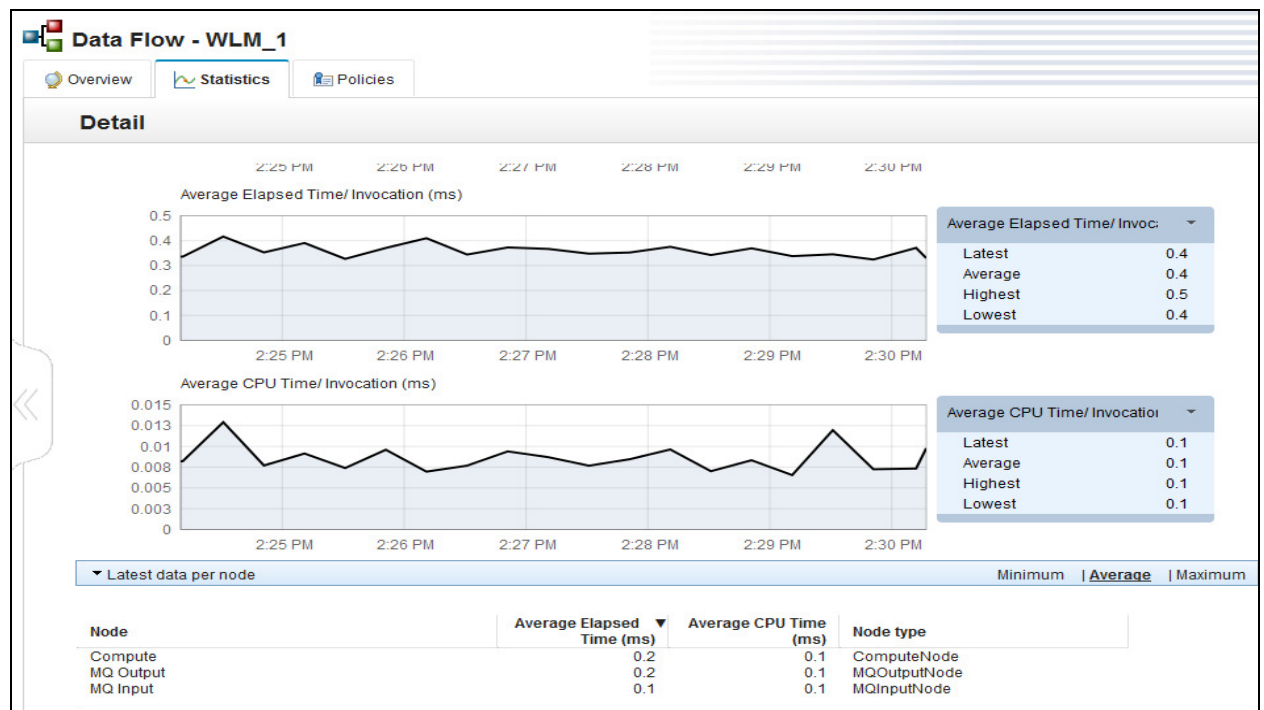 Data Flow - WLM_1
Overview Statistics Policies
Detail
2:25 PM 2:26 PM 2:27 PM 2:28 PM 2:29 PM 2:30 PM
Average Elapsed Time/ Invocation (ms)
0.5
0.4
0.3
0.2
0.1
0
2:25 PM 2:26 PM 2:27 PM 2:28 PM 2:29 PM 2:30 PM
Average Elapsed Time/ Invoc
Latest 0.4
Average 0.4
Highest 0.5
Lowest 0.4
Average CPU Time/ Invocation (ms)
0.015
0.013
0.01
0.008
0.005
0.003
0
2:25 PM 2:26 PM 2:27 PM 2:28 PM 2:29 PM 2:30 PM
Average CPU Time/ Invocatio
Latest 0.1
Average 0.1
Highest 0.1
Lowest 0.1
Latest data per node Minimum | Average | Maximum
Node Average Elapsed Time (ms) Average CPU Time (ms) Node type
Compute 0.2 0.1 ComputeNode
MQ Output 0.2 0.1 MQOutputNode
MQ Input 0.1 0.1 MQInputNode